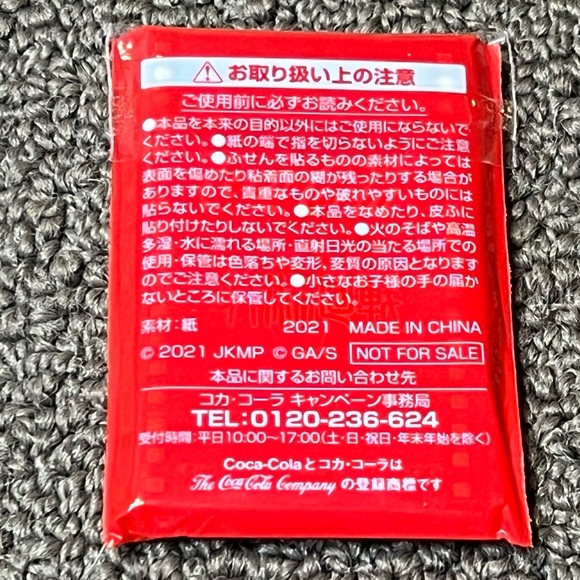 お取り扱い上の注意
ご使用前に必ずお読みください。
●本品を本来の目的以外にはご使用にならないで
ください。●紙の端で指を切らないようにご注意
ください。●ふせんを貼るものの素材によっては
表面を傷めたり粘着面の糊が残ったりする場合が
ありますので、貴重なものや破れやすいものには
貼らないでください。●本品をなめたり、皮ふに
貼り付けたりしないでください。●火のそばや高温
多湿・水に濡れる場所・直射日光の当たる場所での
使用・保管は色落ちや変形、変質の原因となります
のでご注意ください。●小さなお子様の手の届か
ないところに保管してください。
素材：紙 2021 MADE IN CHINA
© 2021 JKMP © GA/S NOT FOR SALE
本品に関するお問い合わせ先
コカ・コーラ キャンペーン事務局
TEL:0120-236-624
受付時間：平日10:00～17:00（土・日・祝日・年末年始を除く）
Coca-Colaとコカ・コーラは
The Coca-Cola Company の登録商標です